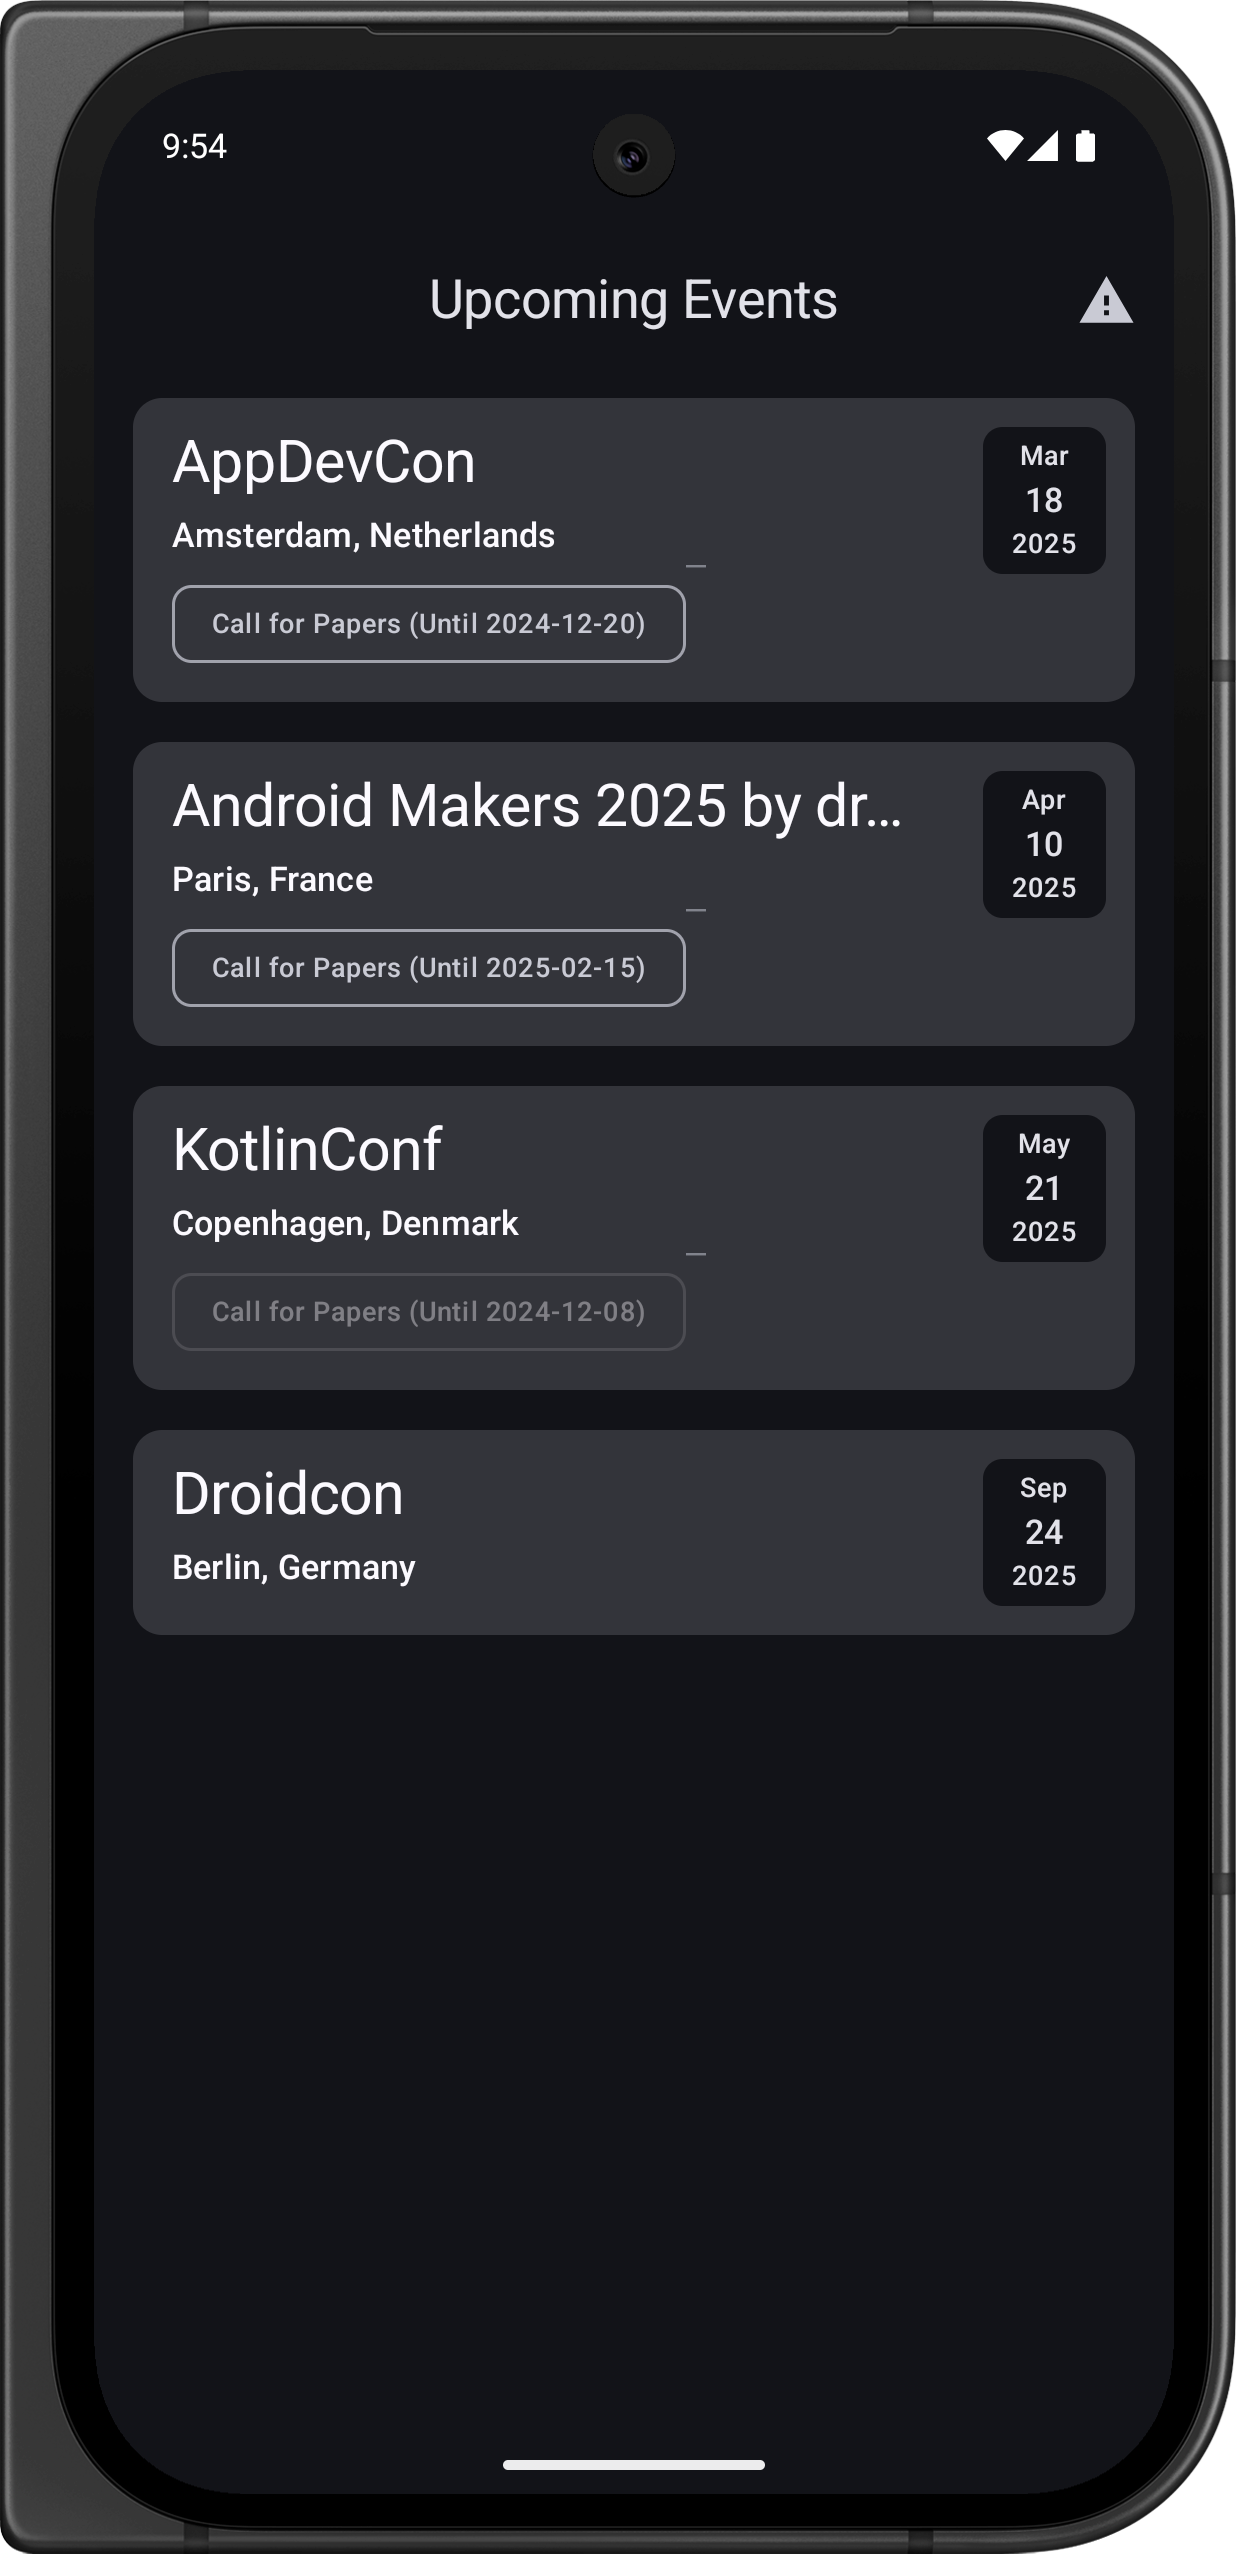 9:54
Upcoming Events
AppDevCon
Amsterdam, Netherlands
Call for Papers (Until 2024-12-20)
Mar
18
2025
Android Makers 2025 by dr...
Paris, France
Call for Papers (Until 2025-02-15)
Apr
10
2025
KotlinConf
Copenhagen, Denmark
Call for Papers (Until 2024-12-08)
May
21
2025
Droidcon
Berlin, Germany
Sep
24
2025